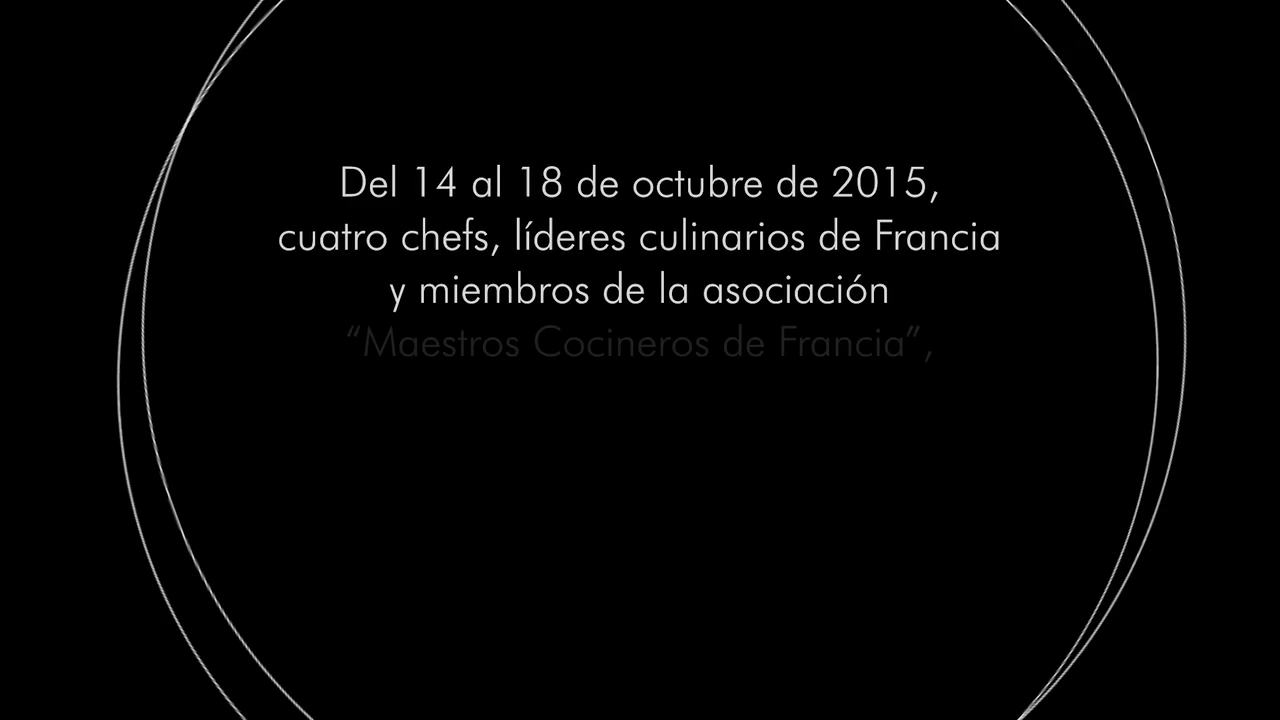 Del 14 al 18 de octubre de 2015,
cuatro chefs, líderes culinarios de Francia
y miembros de la asociación
“Maestros Cocineros de Francia”,